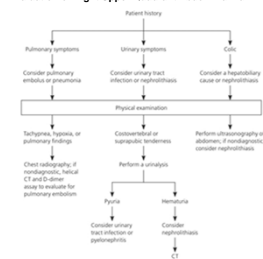 Patient history
Pulmonary symptoms
Urinary symptoms
Colic
Consider pulmonary
embolus or pneumonia
Consider urinary tract
infection or nephrolithiasis
Consider a hepatobiliary
cause or nephrolithiasis
Physical examination
Tachypnea, hypoxia, or
pulmonary findings
Costovertebral or
suprapubic tenderness
Perform ultrasonography o
abdomen; if nondiagnostic
consider nephrolithiasis
Chest radiography; if
nondiagnostic, helical
CT and D-dimer
assay to evaluate for
pulmonary embolism
Perform a urinalysis
Pyuria
Hematuria
Consider urinary
tract infection or
pyelonephritis
Consider
nephrolithiasis
CT